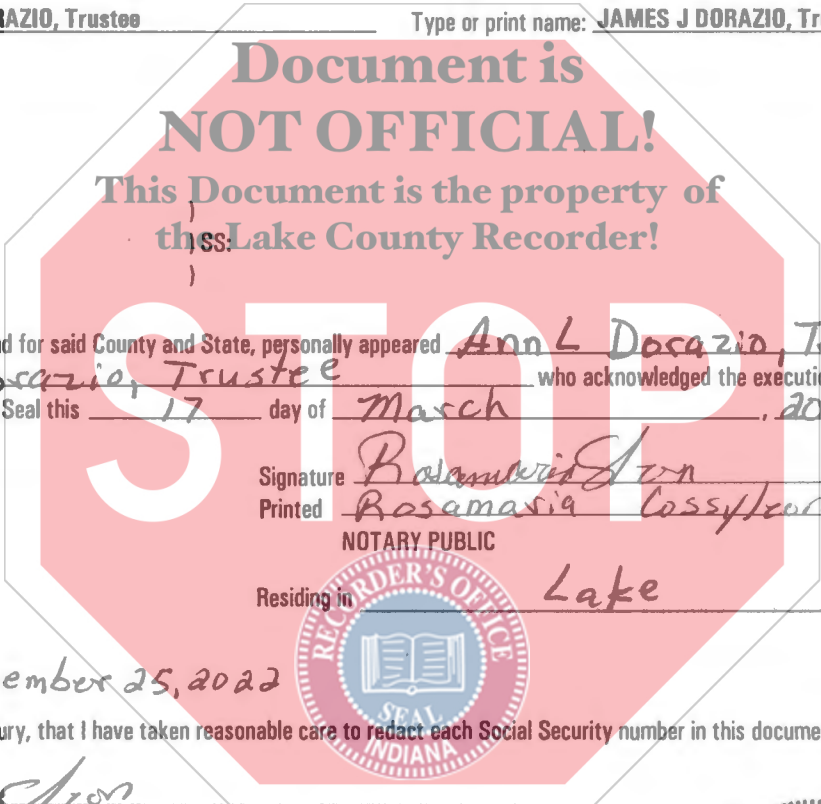 RAZIO, Trustee Type or print name: JAMES J DORAZIO, Tr
Document is
NOT OFFICIAL!
This Document is the property of
the Lake County Recorder!
)
) SS:
)
STOP
d for said County and State, personally appeared Ann L Dorazio, T
orazio, Trustee who acknowledged the executio
Seal this 17 day of March , 20
Signature
Printed Rosamaria
NOTARY PUBLIC
Residing in Lake
RECORDER'S OFFICE
SEAL
INDIANA
ember 25, 2022
ury, that I have taken reasonable care to redact each Social Security number in this docume